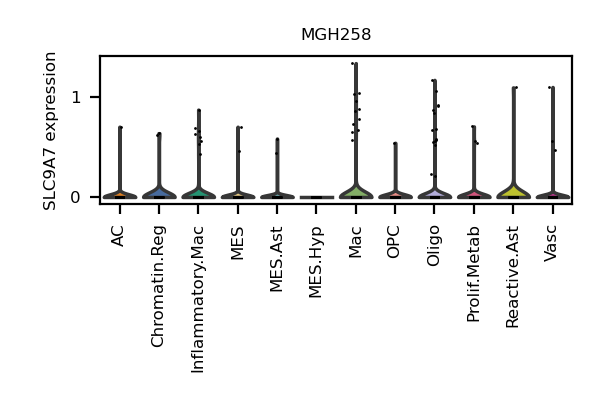 MGH258
SLC9A7 expression
1
0
AC
Chromatin.Reg
Inflammatory.Mac
MES
MES.Ast
MES.Hyp
Mac
OPC
Oligo
Prolif.Metab
Reactive.Ast
Vasc